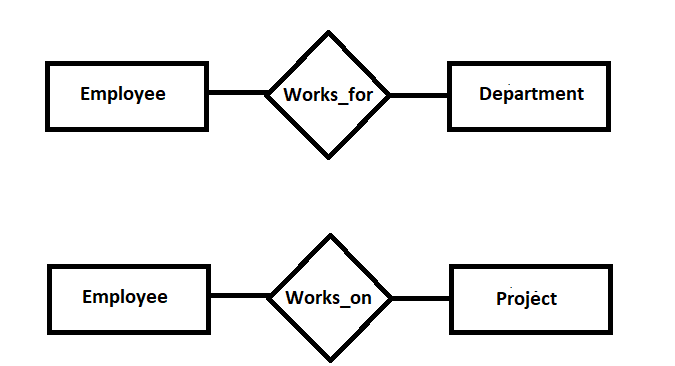 Employee
Works_for
Department
Employee
Works_on
Project